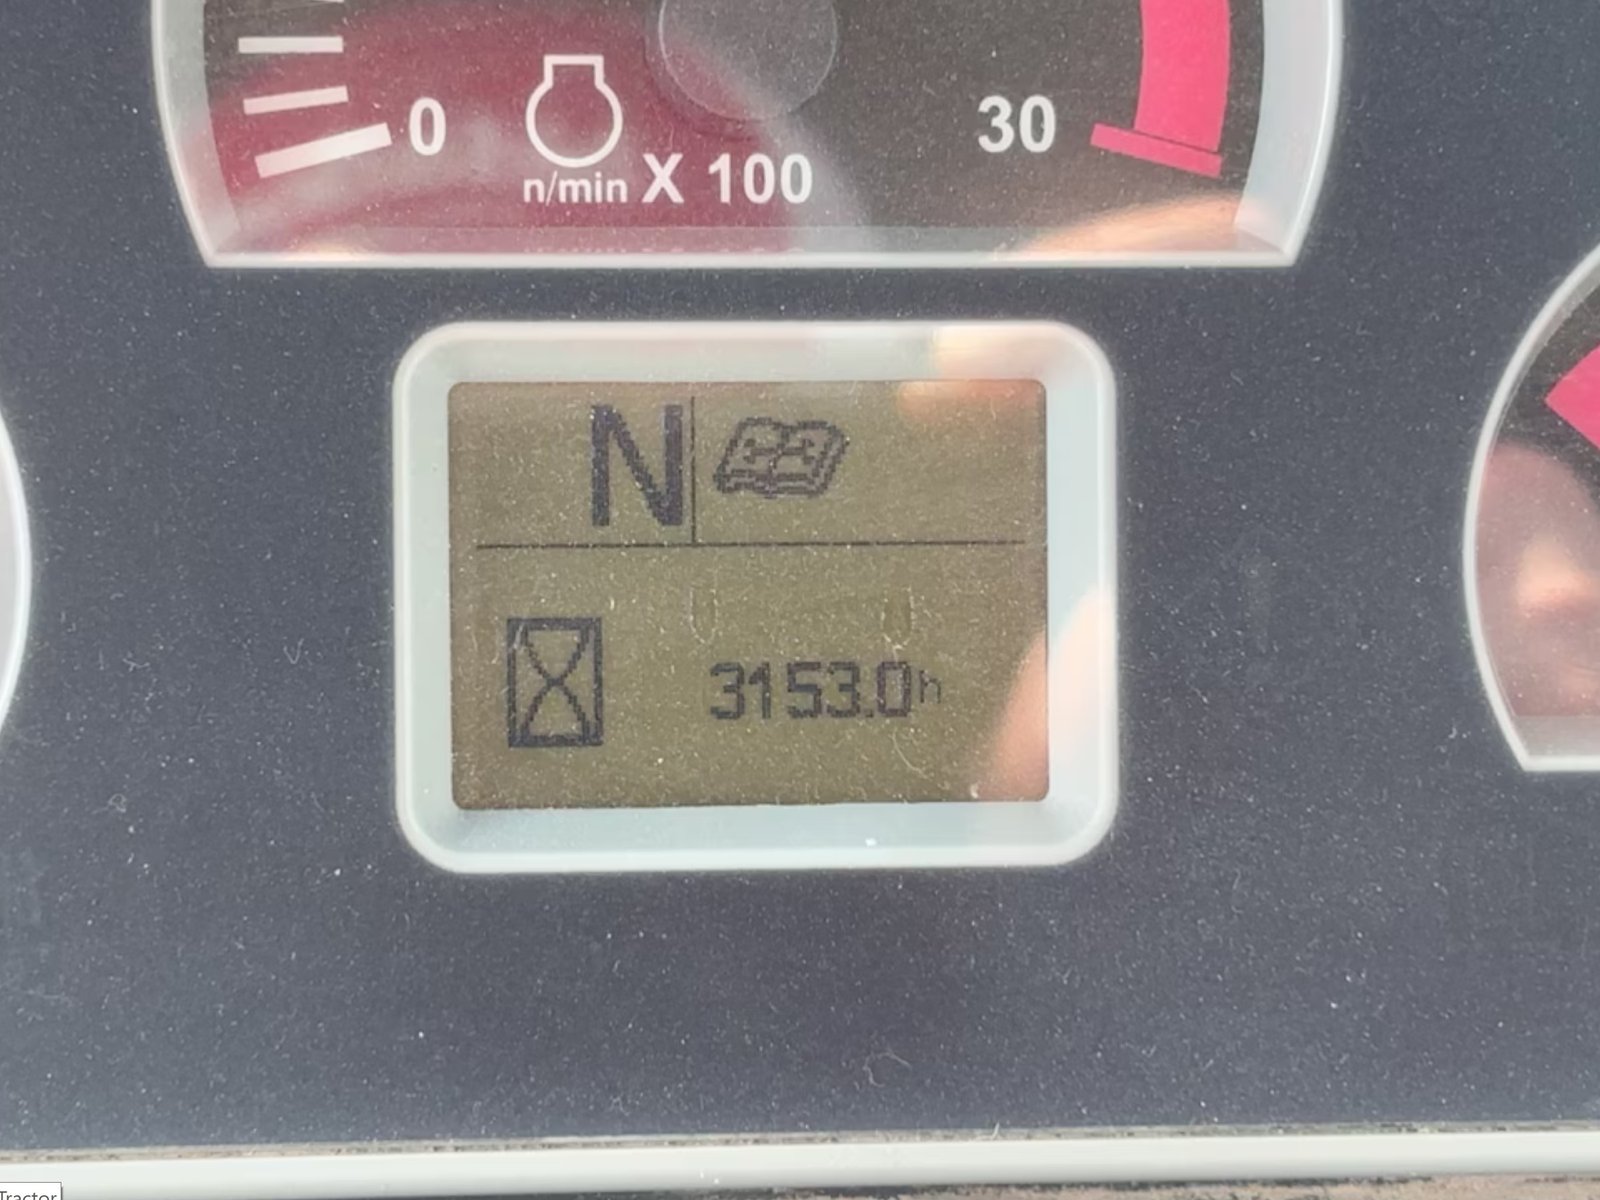 0
30
n/min X 100
N
3153.0h
Tractor